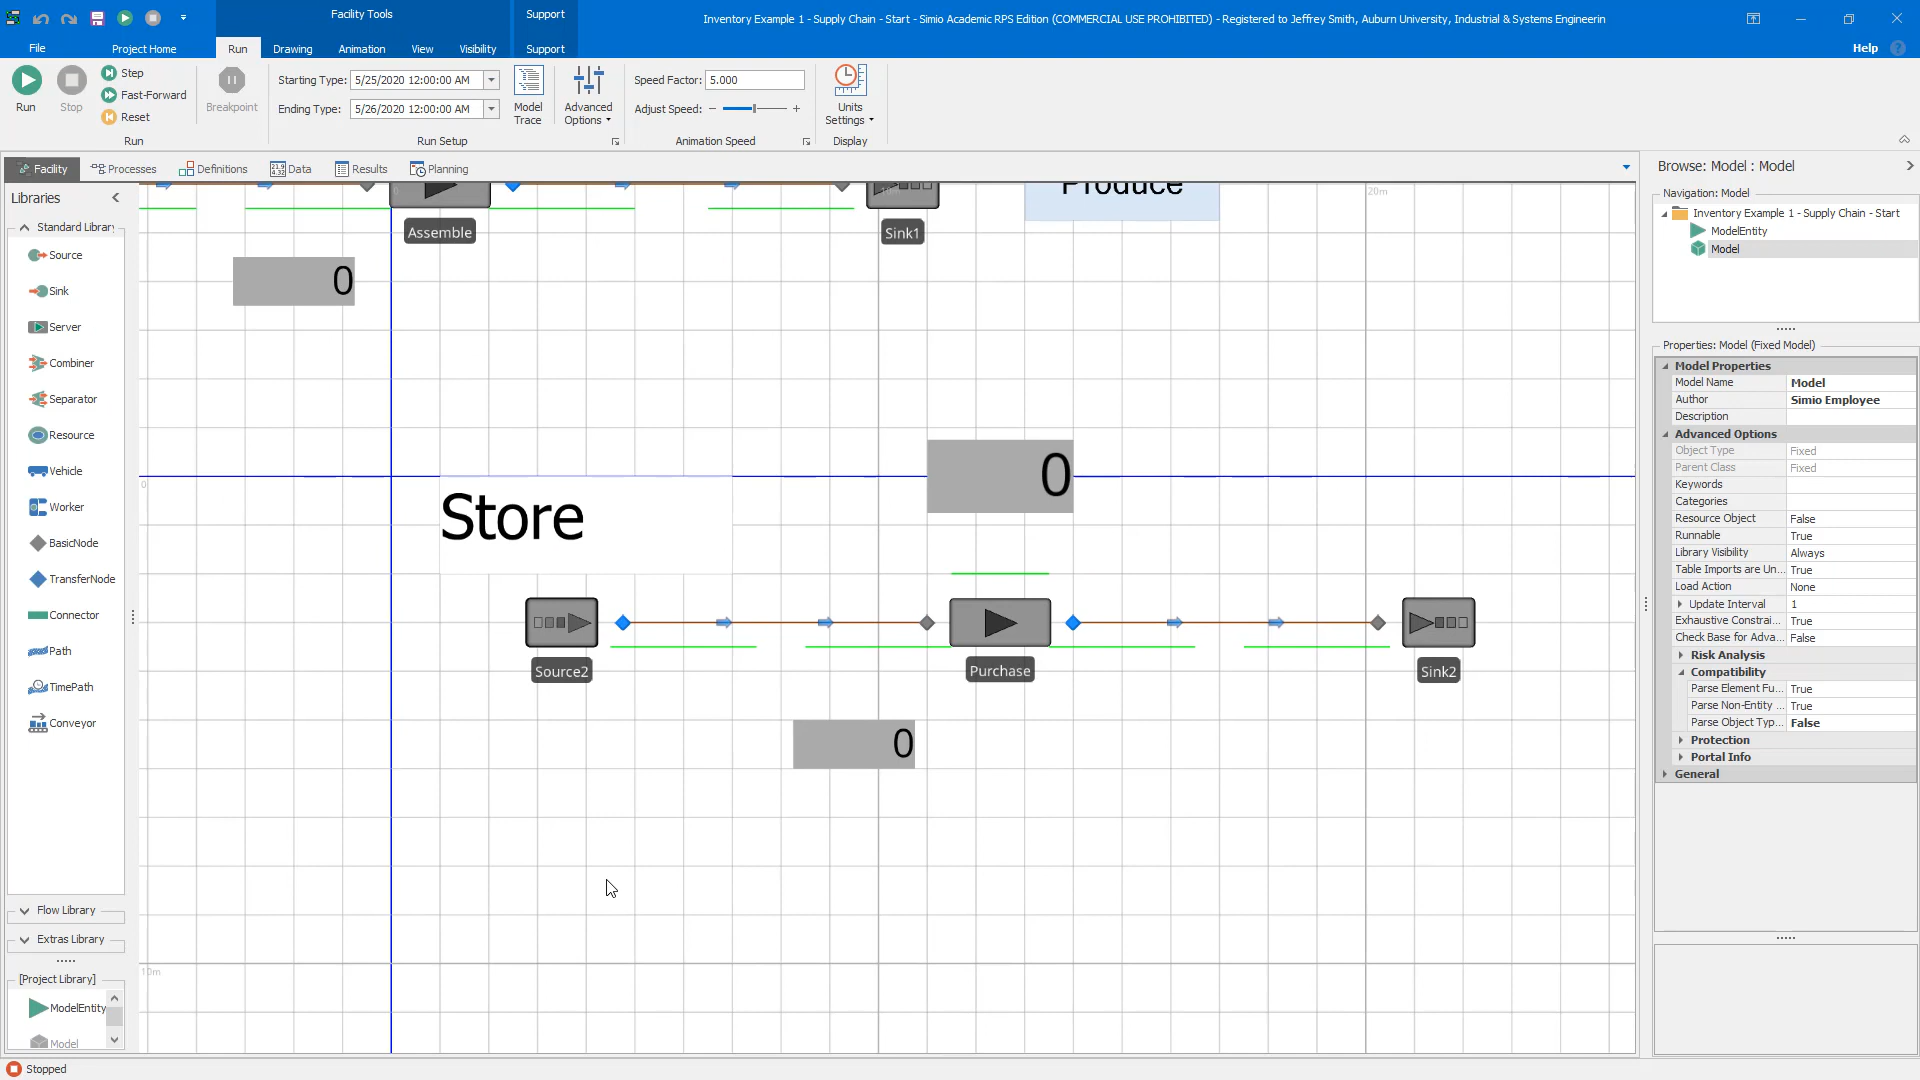 Facility Tools
Support
Inventory Example 1 - Supply Chain - Start - Simio Academic RPS Edition (COMMERCIAL USE PROHIBITED) - Registered to Jeffrey Smith, Auburn University, Industrial & Systems Engineerin
File
Project Home
Run
Drawing
Animation
View
Visibility
Support
Help
Run
Stop
Step
Fast-Forward
Reset
Breakpoint
Starting Type: 5/25/2020 12:00:00 AM
Ending Type: 5/26/2020 12:00:00 AM
Model Trace
Advanced Options
Speed Factor: 5.000
Adjust Speed:
Units Settings
Run
Run Setup
Animation Speed
Display
Facility
Processes
Definitions
Data
Results
Planning
Libraries
Standard Library
Source
Sink
Server
Combiner
Separator
Resource
Vehicle
Worker
BasicNode
TransferNode
Connector
Path
TimePath
Conveyor
Flow Library
Extras Library
[Project Library]
ModelEntity
Model
Produce
20m
Assemble
Sink1
0
0
0
Store
Source2
Purchase
Sink2
0
10m
Browse: Model : Model
Navigation: Model
Inventory Example 1 - Supply Chain - Start
ModelEntity
Model
Properties: Model (Fixed Model)
Model Properties
Model Name Model
Author Simio Employee
Description
Advanced Options
Object Type Fixed
Parent Class Fixed
Keywords
Categories
Resource Object False
Runnable True
Library Visibility Always
Table Imports are Un... True
Load Action None
Update Interval 1
Exhaustive Constrai... True
Check Base for Adva... False
Risk Analysis
Compatibility
Parse Element Fu... True
Parse Non-Entity ... True
Parse Object Typ... False
Protection
Portal Info
General
Stopped